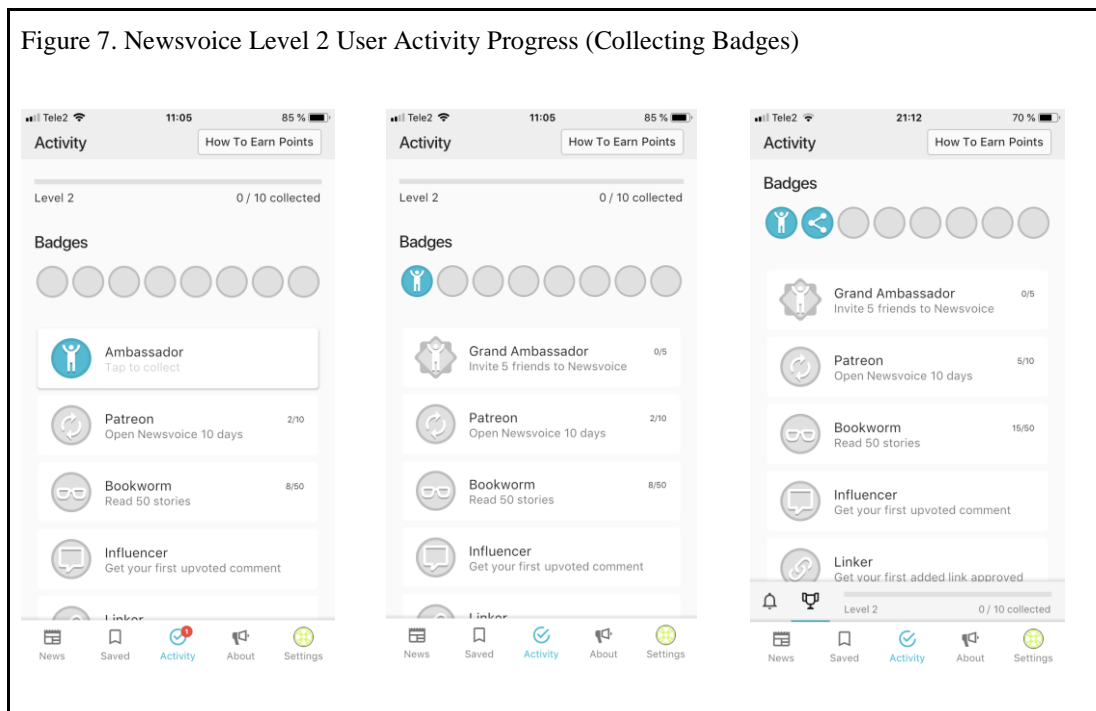 Figure 7. Newsvoice Level 2 User Activity Progress (Collecting Badges)
Tele2 11:05 85 %
Activity How To Earn Points
Level 2 0 / 10 collected
Badges
Ambassador
Tap to collect
Patreon 2/10
Open Newsvoice 10 days
Bookworm 8/50
Read 50 stories
Influencer
Get your first upvoted comment
Linker
1
News Saved Activity About Settings
Tele2 11:05 85 %
Activity How To Earn Points
Level 2 0 / 10 collected
Badges
Grand Ambassador 0/5
Invite 5 friends to Newsvoice
Patreon 2/10
Open Newsvoice 10 days
Bookworm 8/50
Read 50 stories
Influencer
Get your first upvoted comment
Linker
News Saved Activity About Settings
Tele2 21:12 70 %
Activity How To Earn Points
Badges
Grand Ambassador 0/5
Invite 5 friends to Newsvoice
Patreon 5/10
Open Newsvoice 10 days
Bookworm 15/50
Read 50 stories
Influencer
Get your first upvoted comment
Linker
Get your first added link approved
Level 2 0 / 10 collected
News Saved Activity About Settings